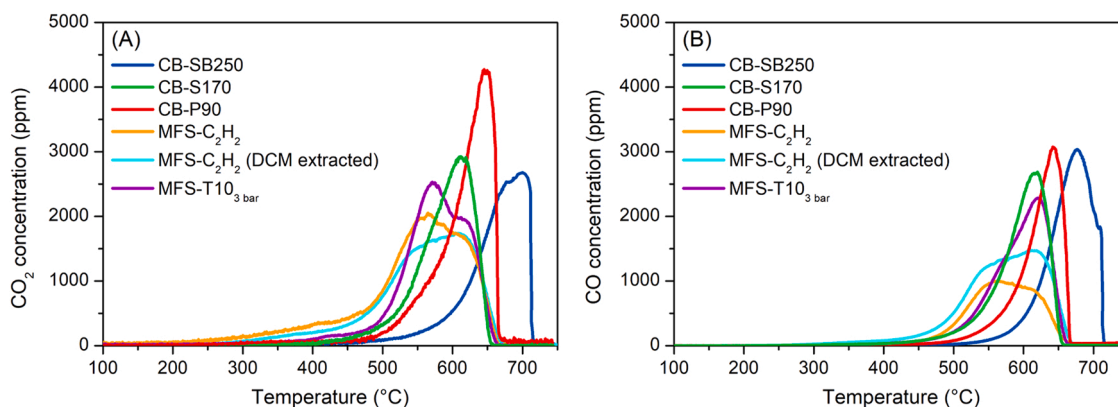 (A)
CB-SB250
CB-S170
CB-P90
MFS-C₂H₂
MFS-C₂H₂ (DCM extracted)
MFS-T10₃ bar
5000
4000
3000
2000
1000
0
CO₂ concentration (ppm)
100 200 300 400 500 600 700
Temperature (°C)
(B)
CB-SB250
CB-S170
CB-P90
MFS-C₂H₂
MFS-C₂H₂ (DCM extracted)
MFS-T10₃ bar
5000
4000
3000
2000
1000
0
CO concentration (ppm)
100 200 300 400 500 600 700
Temperature (°C)